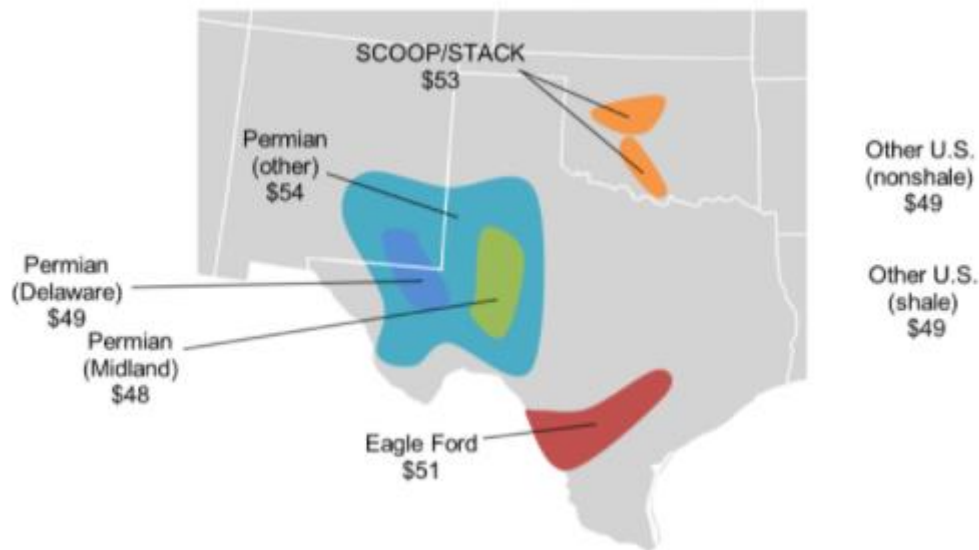 SCOOP/STACK
$53
Permian
(other)
$54
Other U.S.
(nonshale)
$49
Permian
(Delaware)
$49
Other U.S.
(shale)
$49
Permian
(Midland)
$48
Eagle Ford
$51